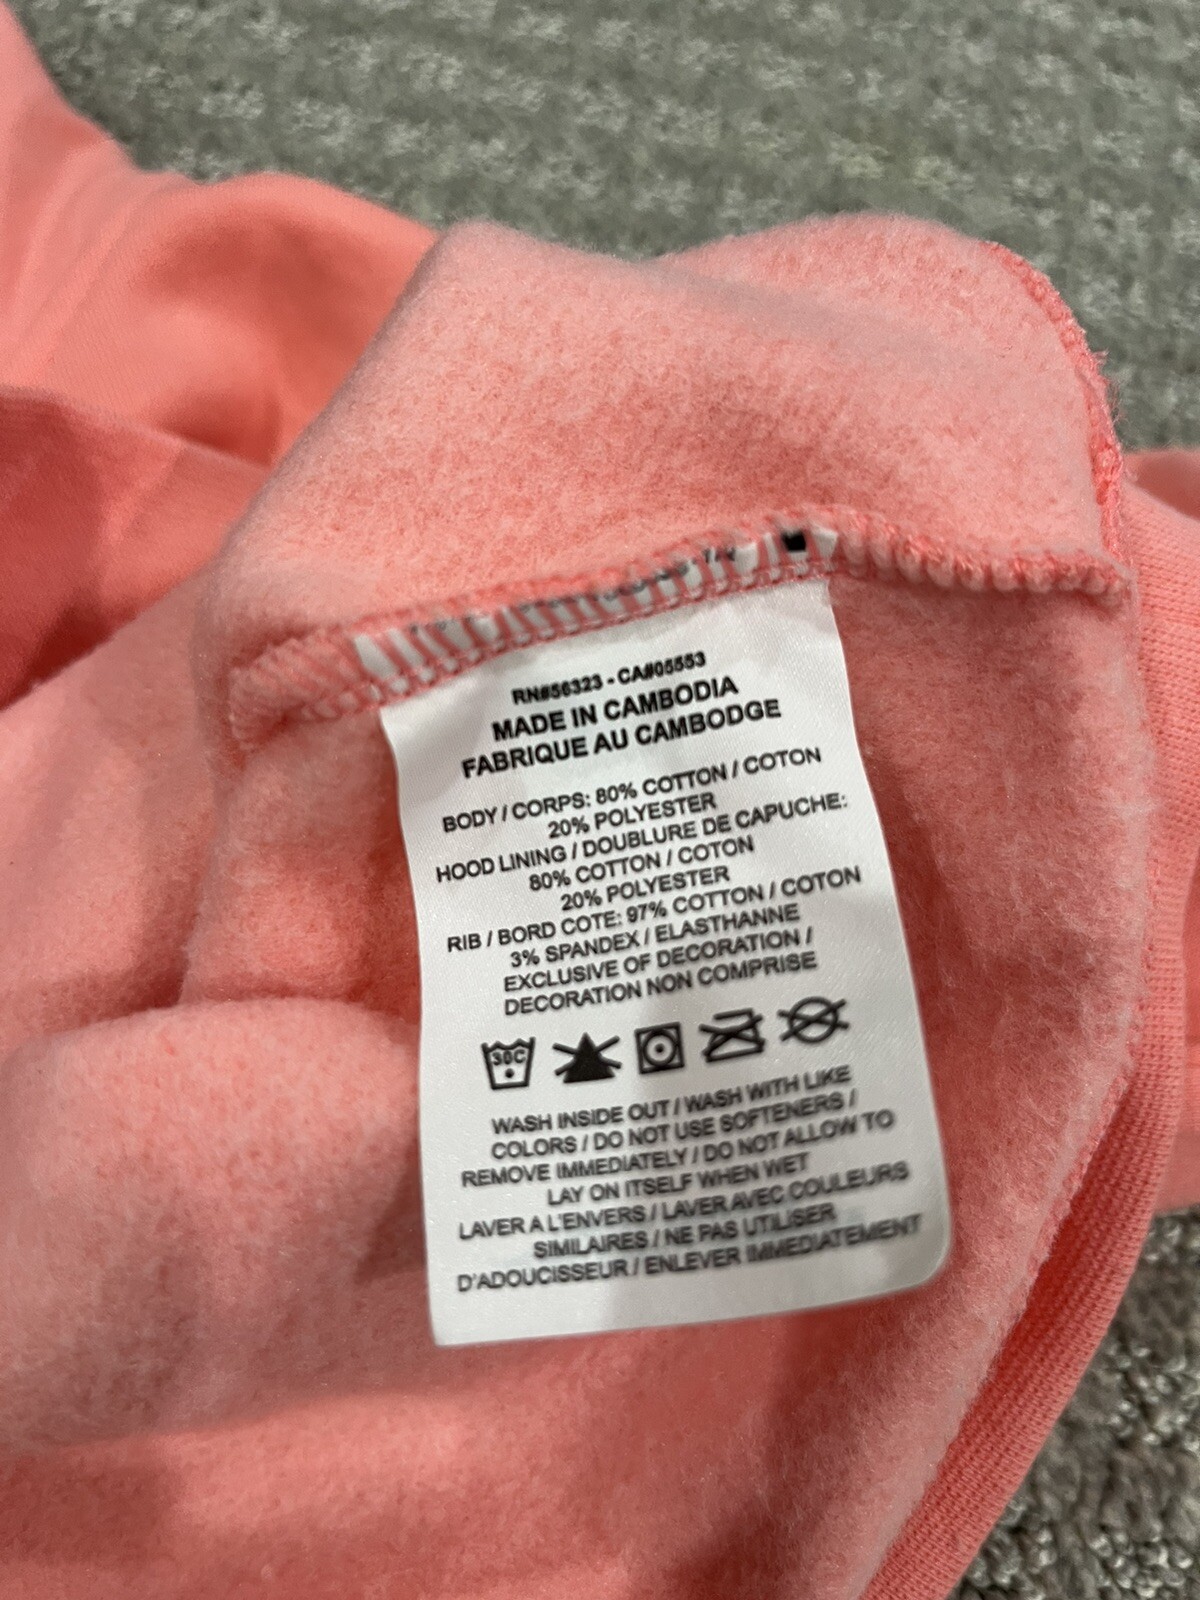 RN#56323 - CA#05553
MADE IN CAMBODIA
FABRIQUE AU CAMBODGE
BODY / CORPS: 80% COTTON / COTON
20% POLYESTER
HOOD LINING / DOUBLURE DE CAPUCHE:
80% COTTON / COTON
20% POLYESTER
RIB / BORD COTE: 97% COTTON / COTON
3% SPANDEX / ELASTHANNE
EXCLUSIVE OF DECORATION /
DECORATION NON COMPRISE
30C
WASH INSIDE OUT / WASH WITH LIKE
COLORS / DO NOT USE SOFTENERS /
REMOVE IMMEDIATELY / DO NOT ALLOW TO
LAY ON ITSELF WHEN WET
LAVER A L'ENVERS / LAVER AVEC COULEURS
SIMILAIRES / NE PAS UTILISER
D'ADOUCISSEUR / ENLEVER IMMEDIATEMENT